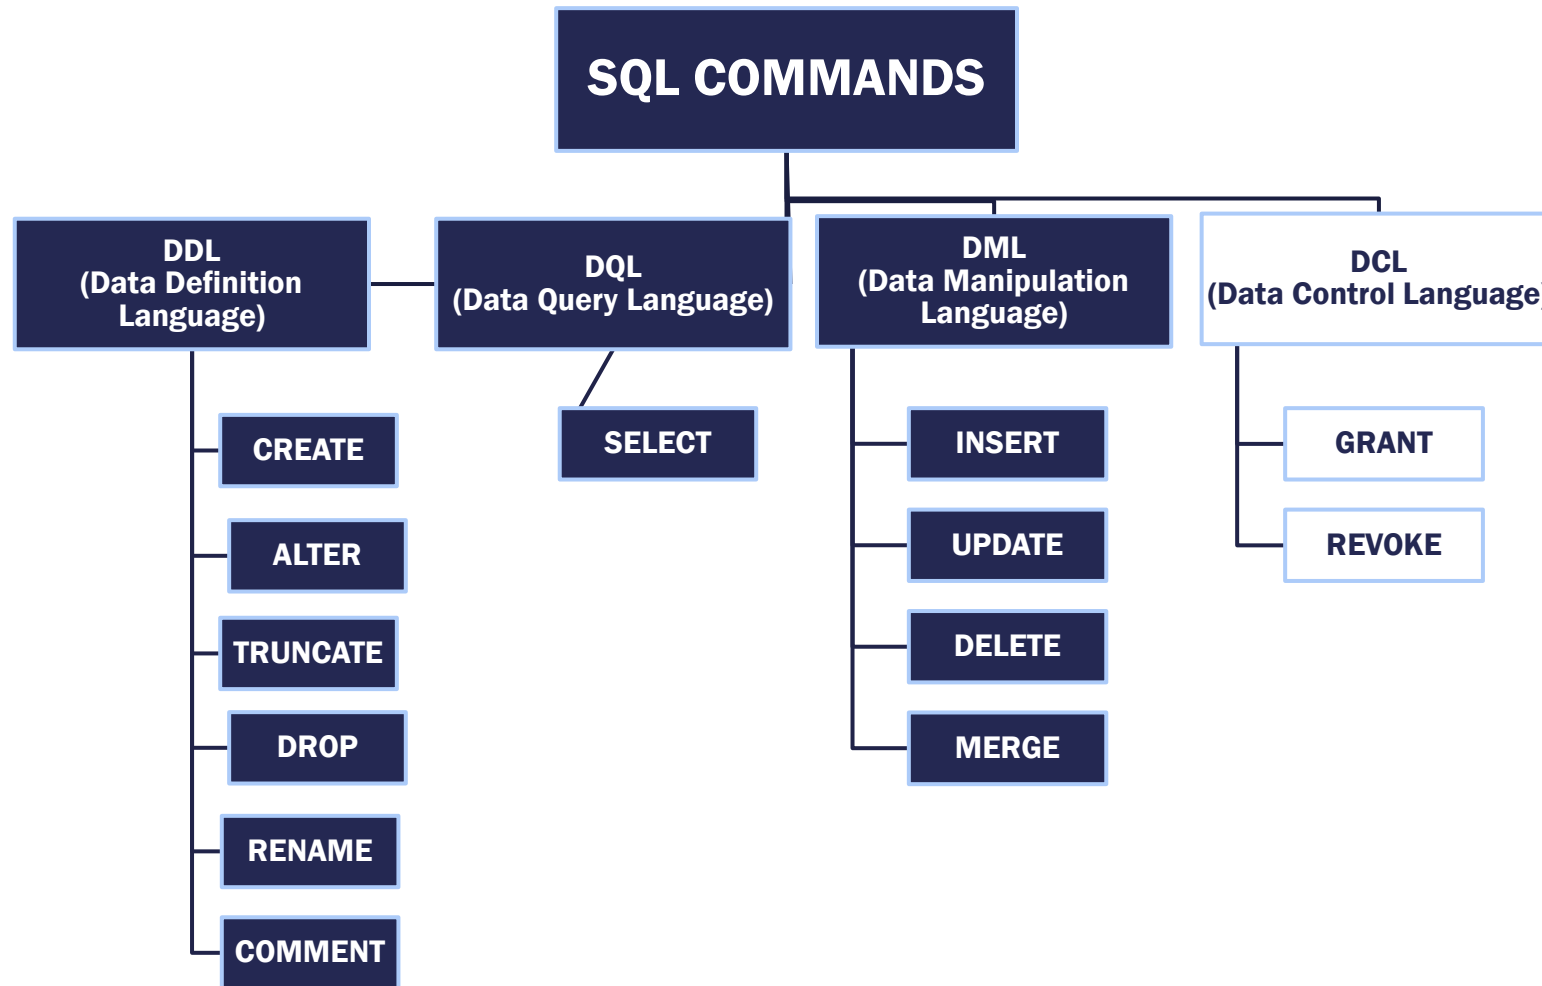 SQL COMMANDS
DDL
(Data Definition
Language)
DQL
(Data Query Language)
DML
(Data Manipulation
Language)
DCL
(Data Control Language)
CREATE
ALTER
TRUNCATE
DROP
RENAME
COMMENT
SELECT
INSERT
UPDATE
DELETE
MERGE
GRANT
REVOKE